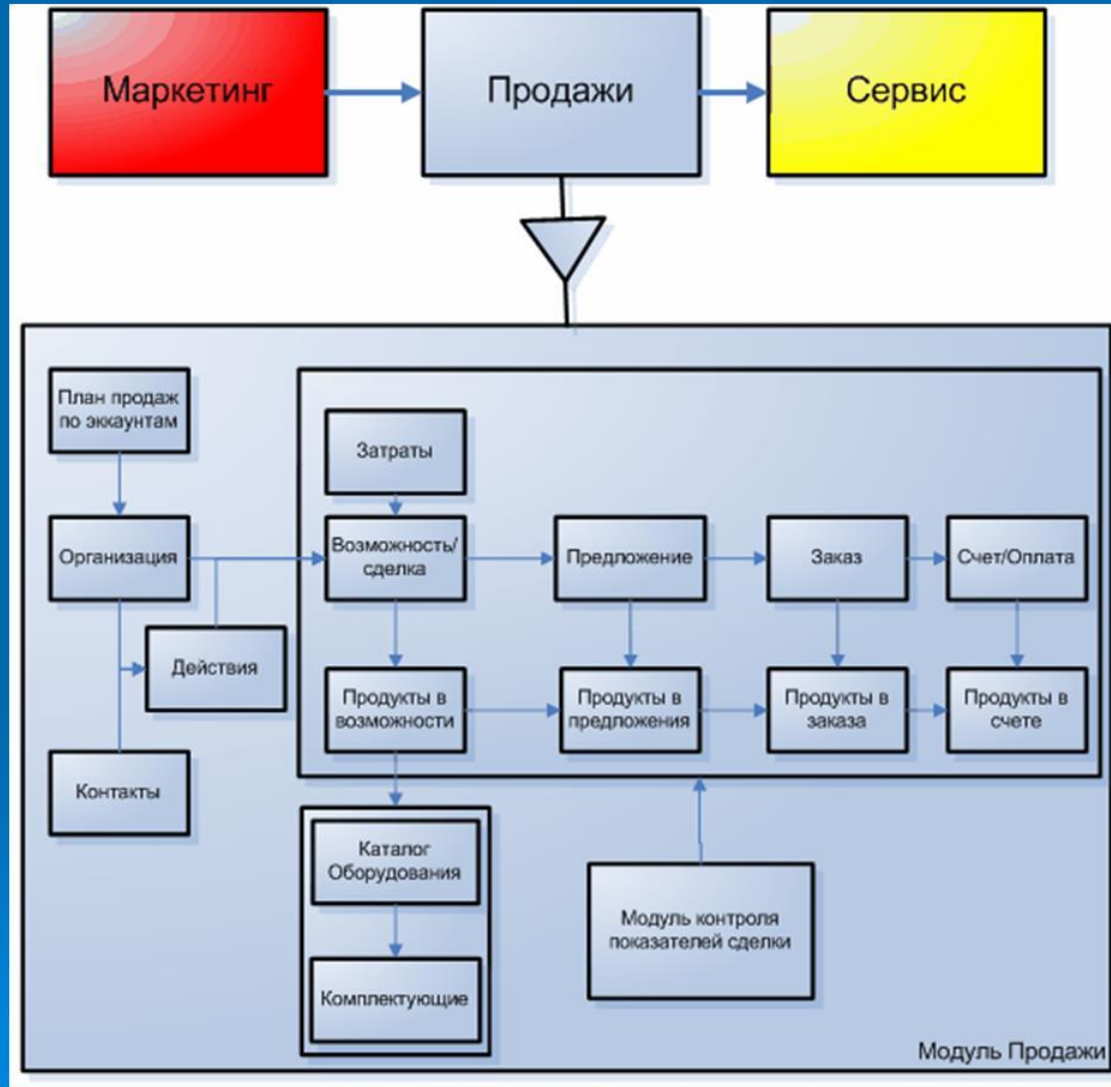 Маркетинг
Продажи
Сервис
План продаж
по эккаунтам
Затраты
Организация
Возможность/
сделка
Предложение
Заказ
Счет/Оплата
Действия
Продукты в
возможности
Продукты в
предложения
Продукты в
заказа
Продукты в
счете
Контакты
Каталог
Оборудования
Модуль контроля
показателей сделки
Комплектующие
Модуль Продажи